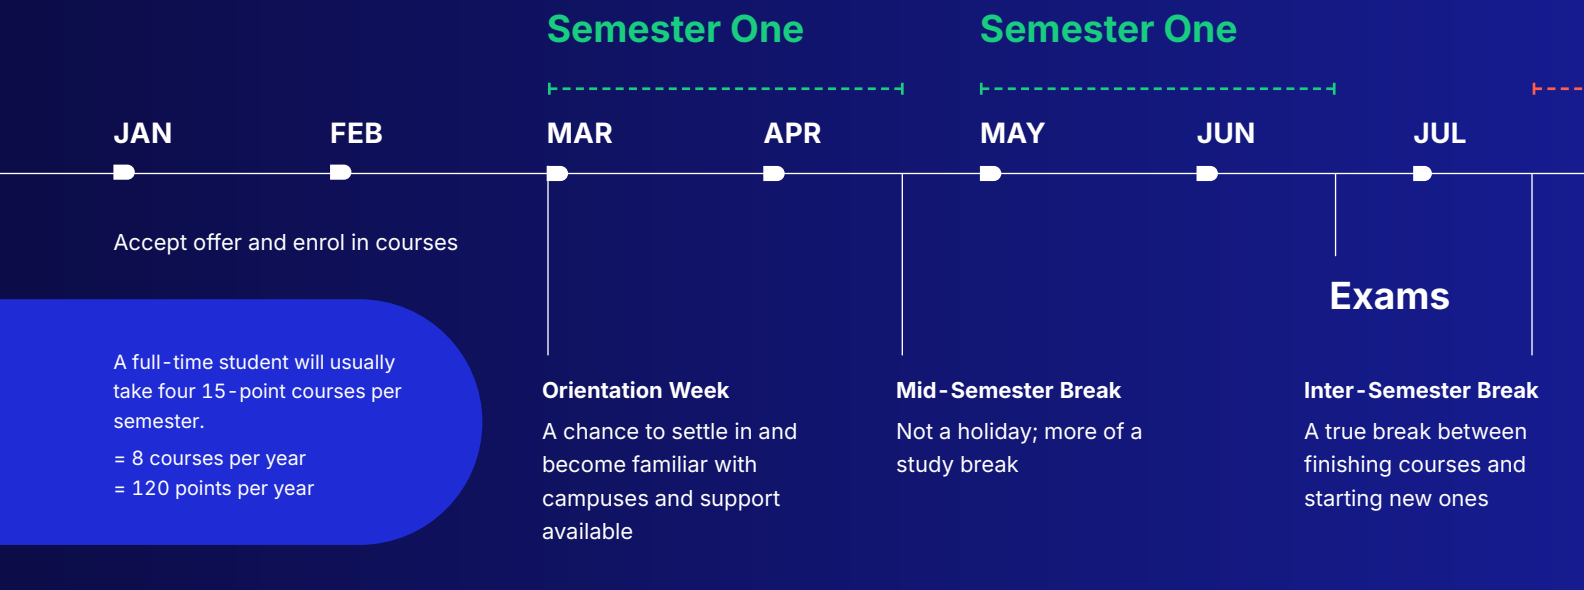 Semester One
Semester One
JAN
FEB
MAR
APR
MAY
JUN
JUL
Accept offer and enrol in courses
Exams
A full-time student will usually
take four 15-point courses per
semester.
= 8 courses per year
= 120 points per year
Orientation Week
A chance to settle in and
become familiar with
campuses and support
available
Mid-Semester Break
Not a holiday; more of a
study break
Inter-Semester Break
A true break between
finishing courses and
starting new ones